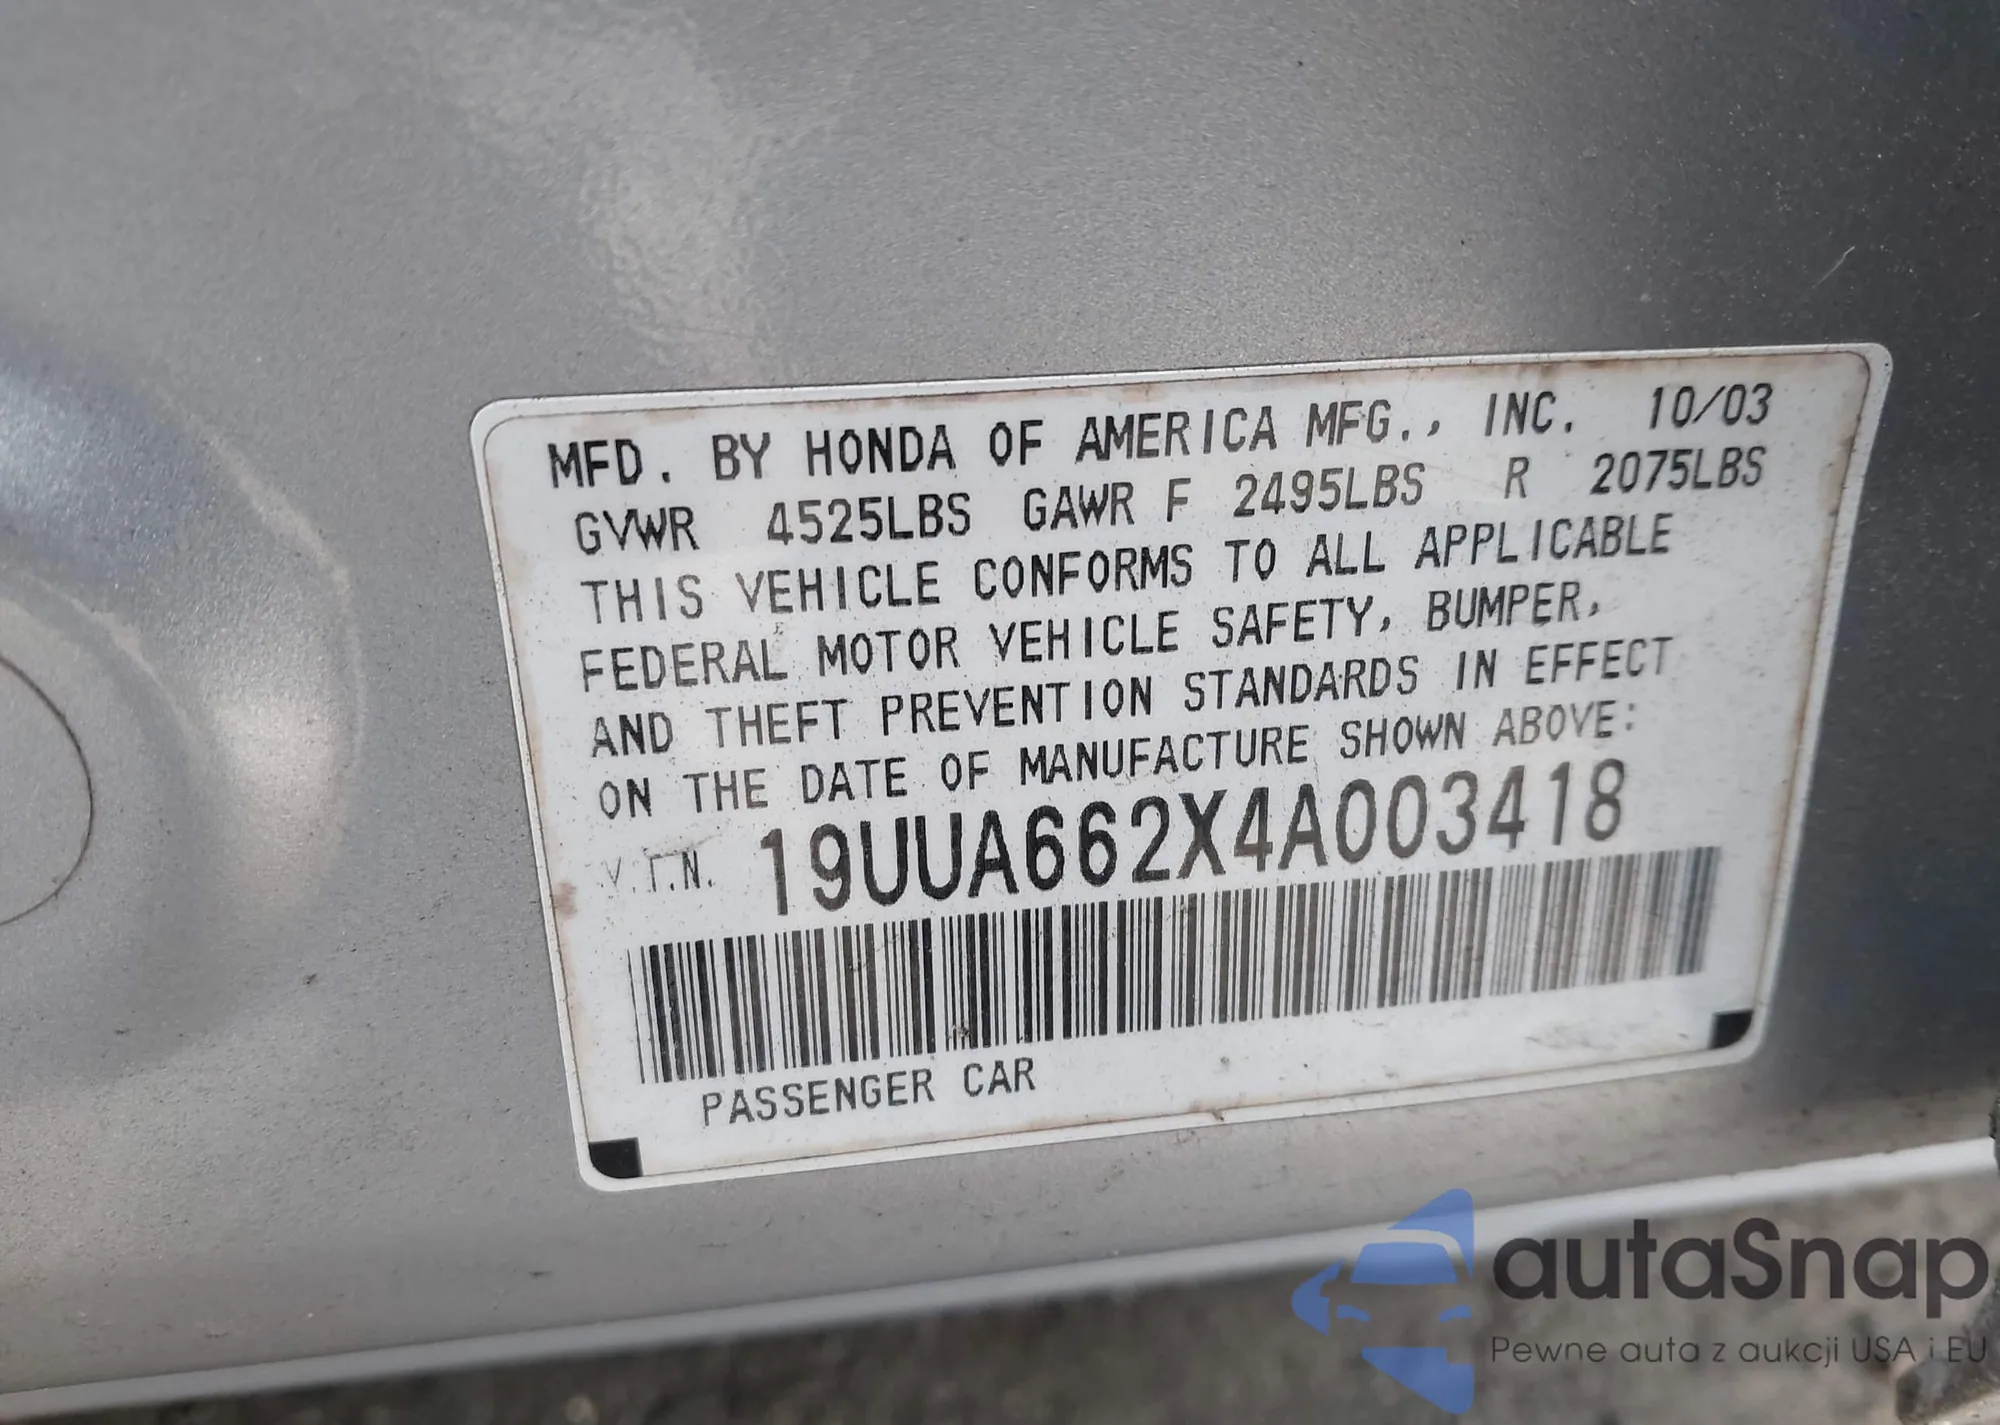 MFD. BY HONDA OF AMERICA MFG., INC. 10/03
GVWR 4525LBS GAWR F 2495LBS R 2075LBS
THIS VEHICLE CONFORMS TO ALL APPLICABLE
FEDERAL MOTOR VEHICLE SAFETY, BUMPER,
AND THEFT PREVENTION STANDARDS IN EFFECT
ON THE DATE OF MANUFACTURE SHOWN ABOVE:
V.I.N. 19UUA662X4A003418
PASSENGER CAR
autaSnap
Pewne auta z aukcji USA i EU